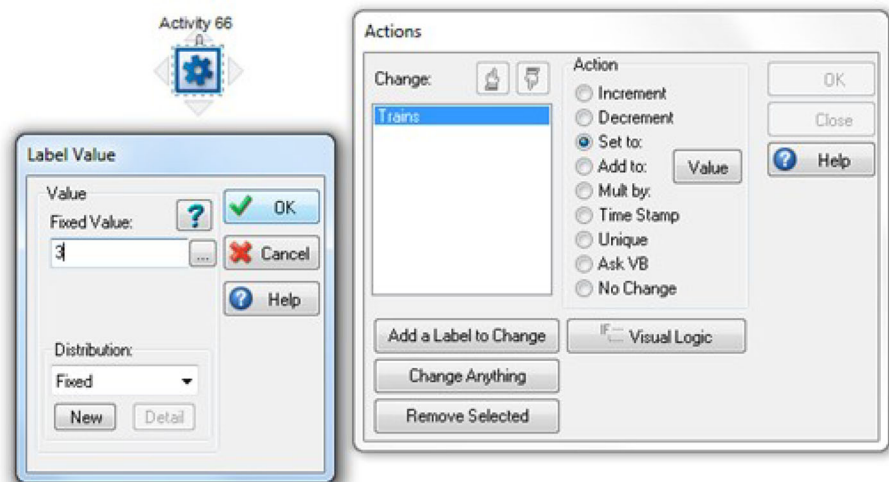 Activity 66
Label Value
Value
Fixed Value:
?
OK
3
...
Cancel
? Help
Distribution:
Fixed
New
Detail
Actions
Change:
Trains
Action
Increment
Decrement
Set to:
Add to:
Value
Mult by:
Time Stamp
Unique
Ask VB
No Change
OK
Close
? Help
Add a Label to Change
IF Visual Logic
Change Anything
Remove Selected